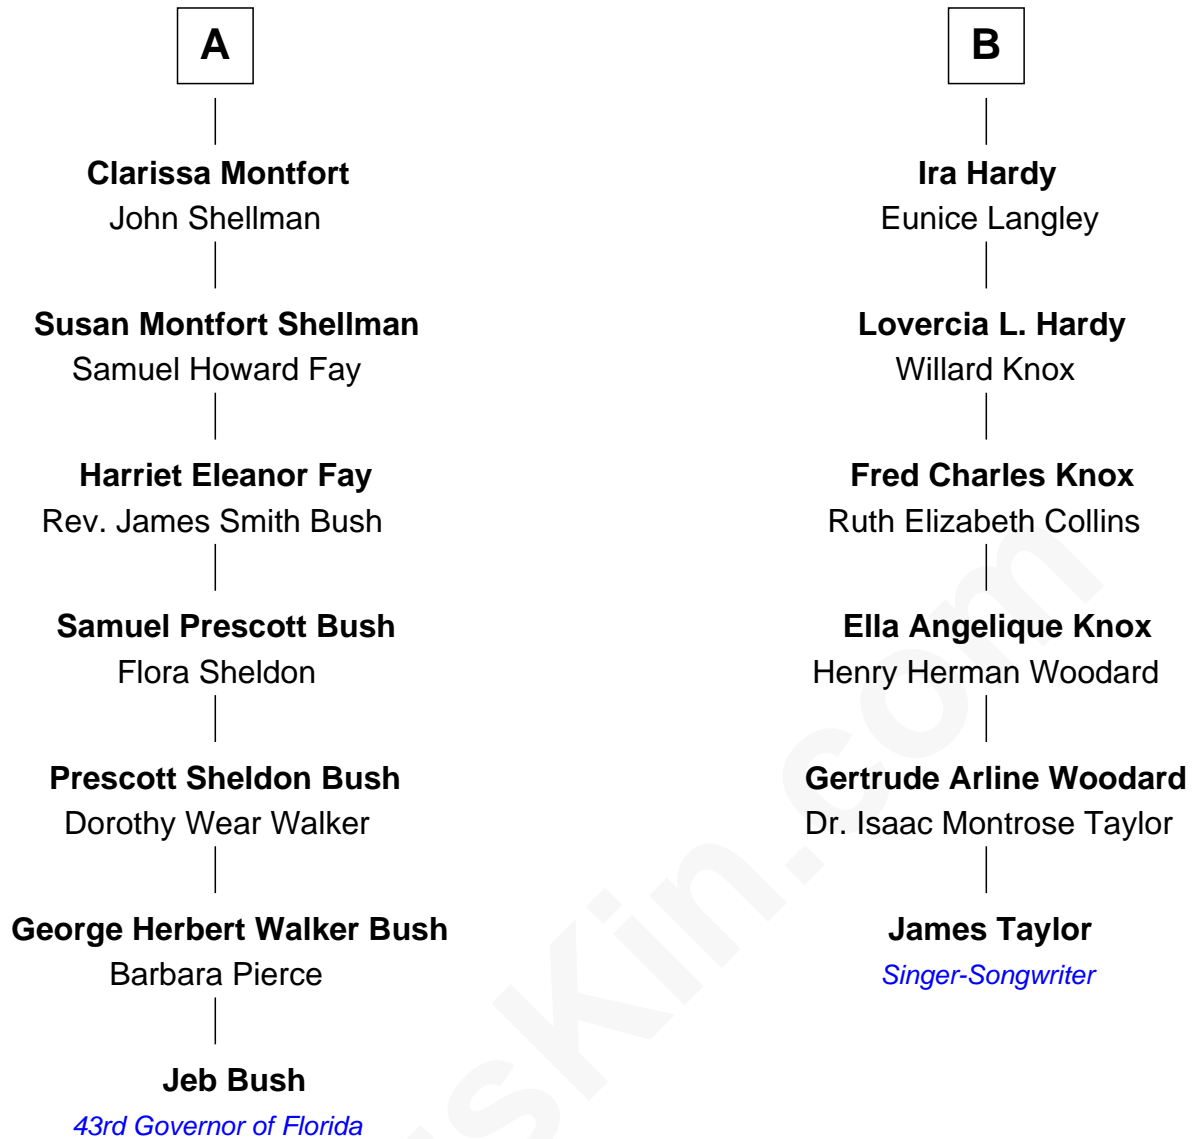 A
Clarissa Montfort
John Shellman
Susan Montfort Shellman
Samuel Howard Fay
Harriet Eleanor Fay
Rev. James Smith Bush
Samuel Prescott Bush
Flora Sheldon
Prescott Sheldon Bush
Dorothy Wear Walker
George Herbert Walker Bush
Barbara Pierce
Jeb Bush
43rd Governor of Florida
B
Ira Hardy
Eunice Langley
Lovercia L. Hardy
Willard Knox
Fred Charles Knox
Ruth Elizabeth Collins
Ella Angelique Knox
Henry Herman Woodard
Gertrude Arline Woodard
Dr. Isaac Montrose Taylor
James Taylor
Singer-Songwriter
sKin.com